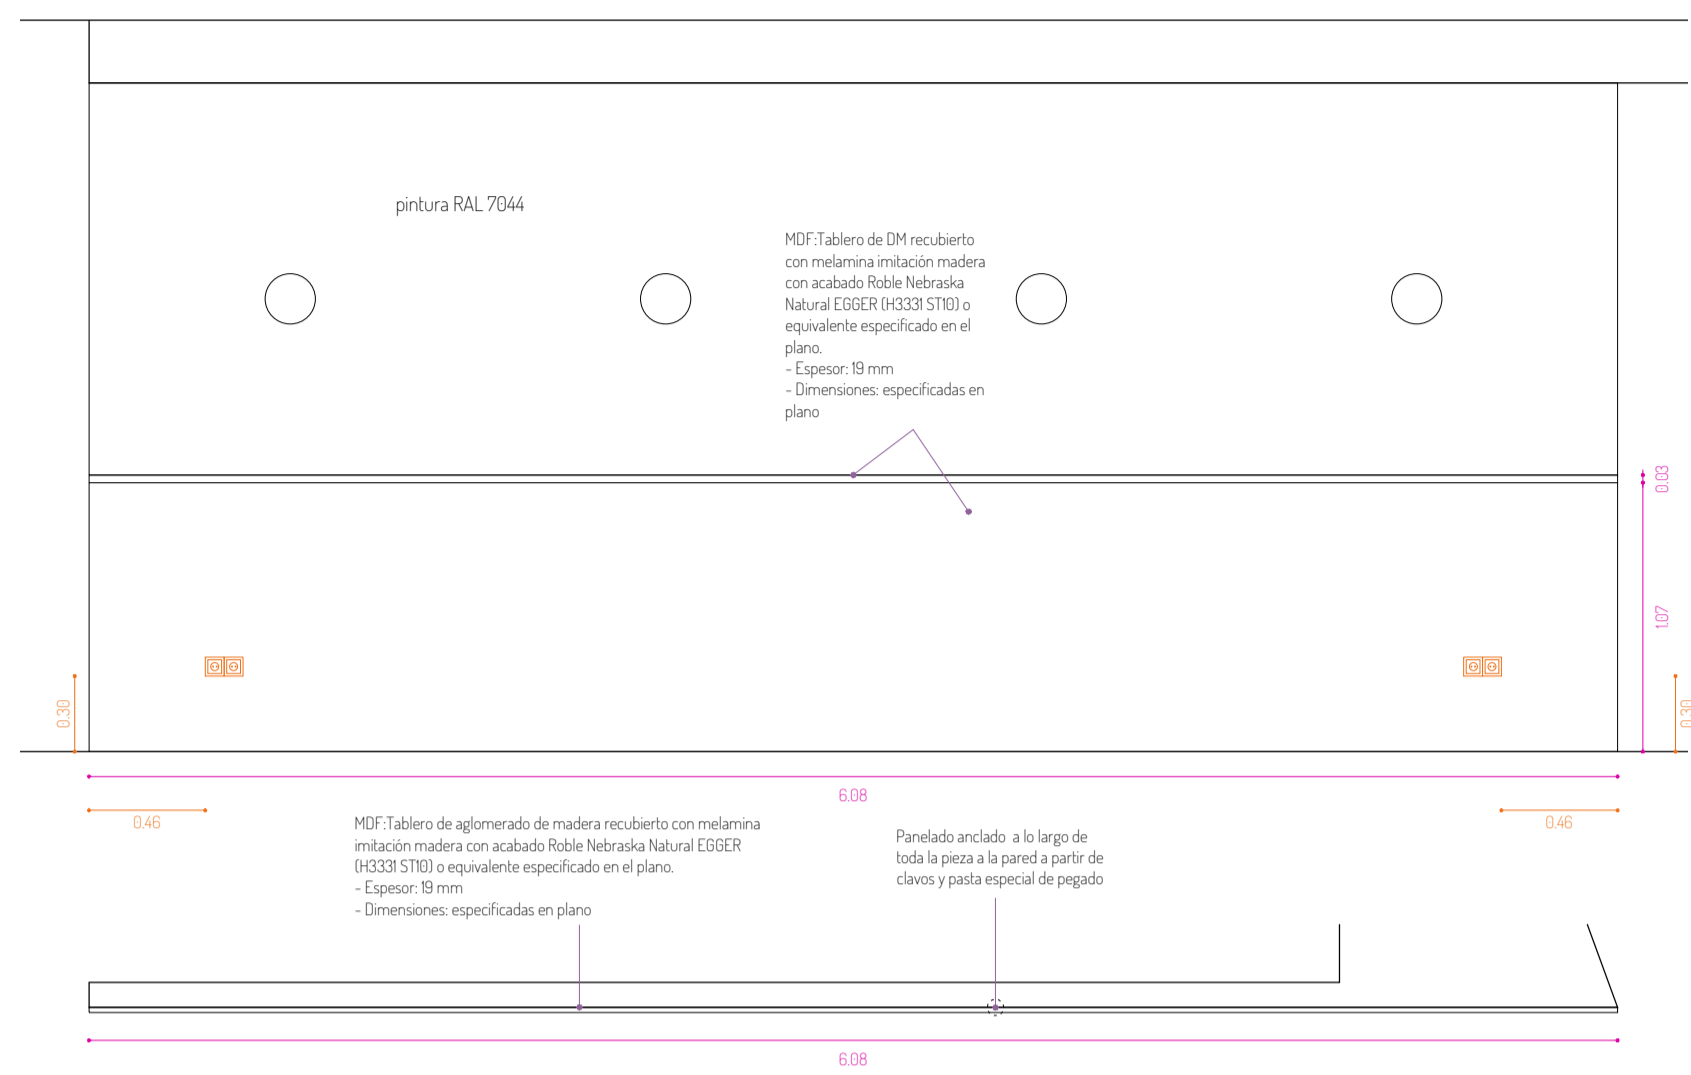 pintura RAL 7044
MDF:Tablero de DM recubierto
con melamina imitación madera
con acabado Roble Nebraska
Natural EGGER (H3331 ST10) o
equivalente especificado en el
plano.
- Espesor: 19 mm
- Dimensiones: especificadas en
plano
0.03
1.07
0.30
0.30
6.08
0.46
0.46
MDF:Tablero de aglomerado de madera recubierto con melamina
imitación madera con acabado Roble Nebraska Natural EGGER
(H3331 ST10) o equivalente especificado en el plano.
- Espesor: 19 mm
- Dimensiones: especificadas en plano
Panelado anclado a lo largo de
toda la pieza a la pared a partir de
clavos y pasta especial de pegado
6.08